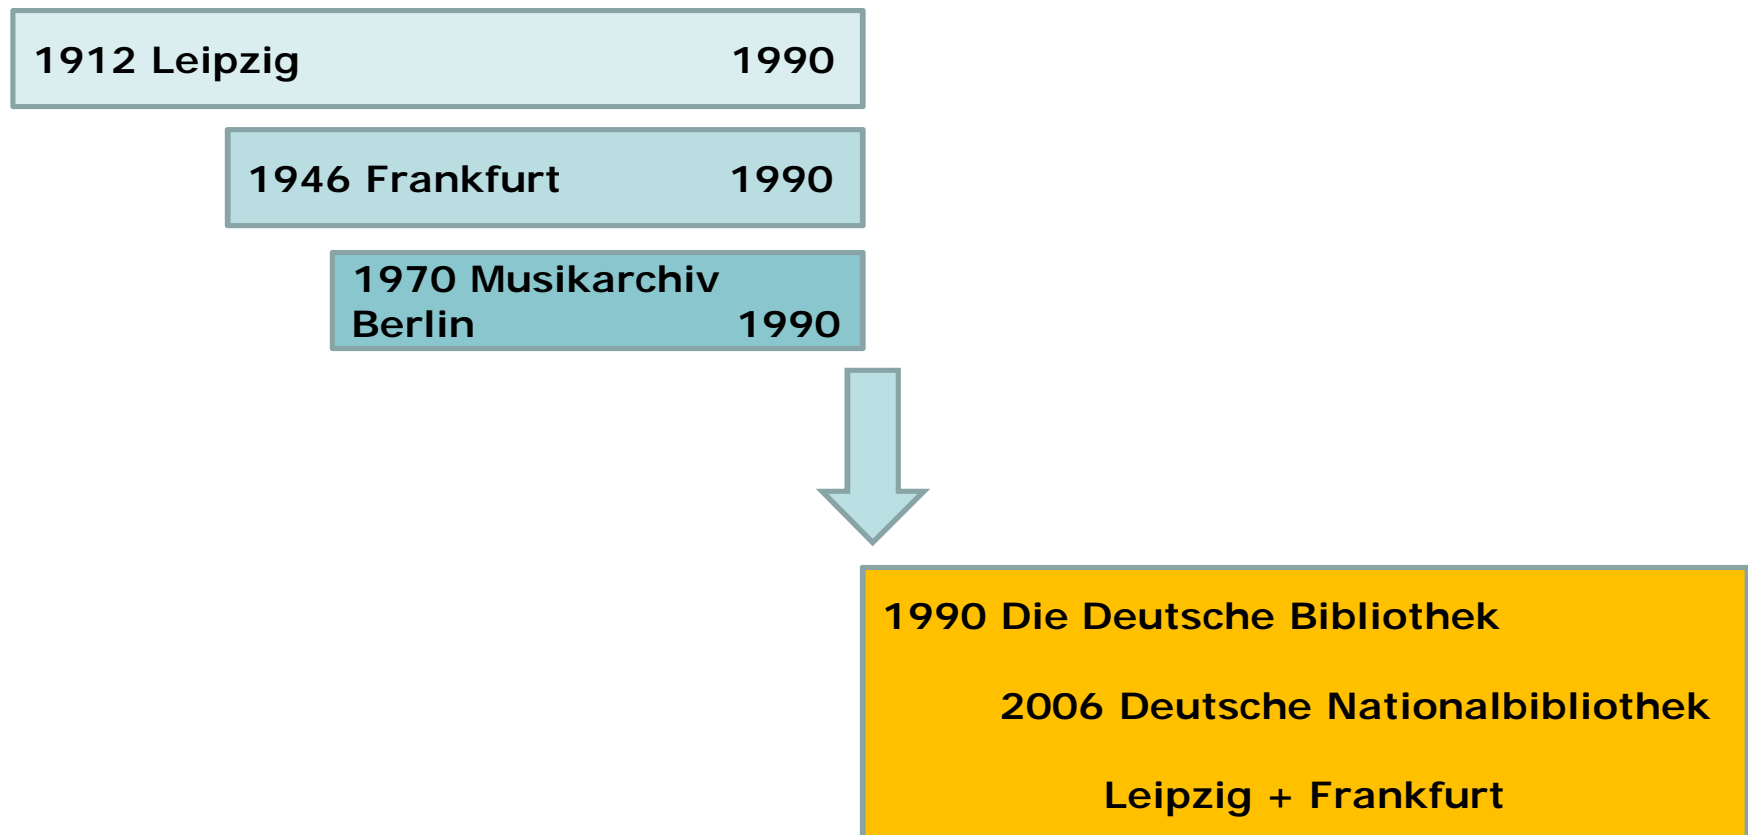 1912 Leipzig 1990
1946 Frankfurt 1990
1970 Musikarchiv
Berlin 1990
1990 Die Deutsche Bibliothek
2006 Deutsche Nationalbibliothek
Leipzig + Frankfurt